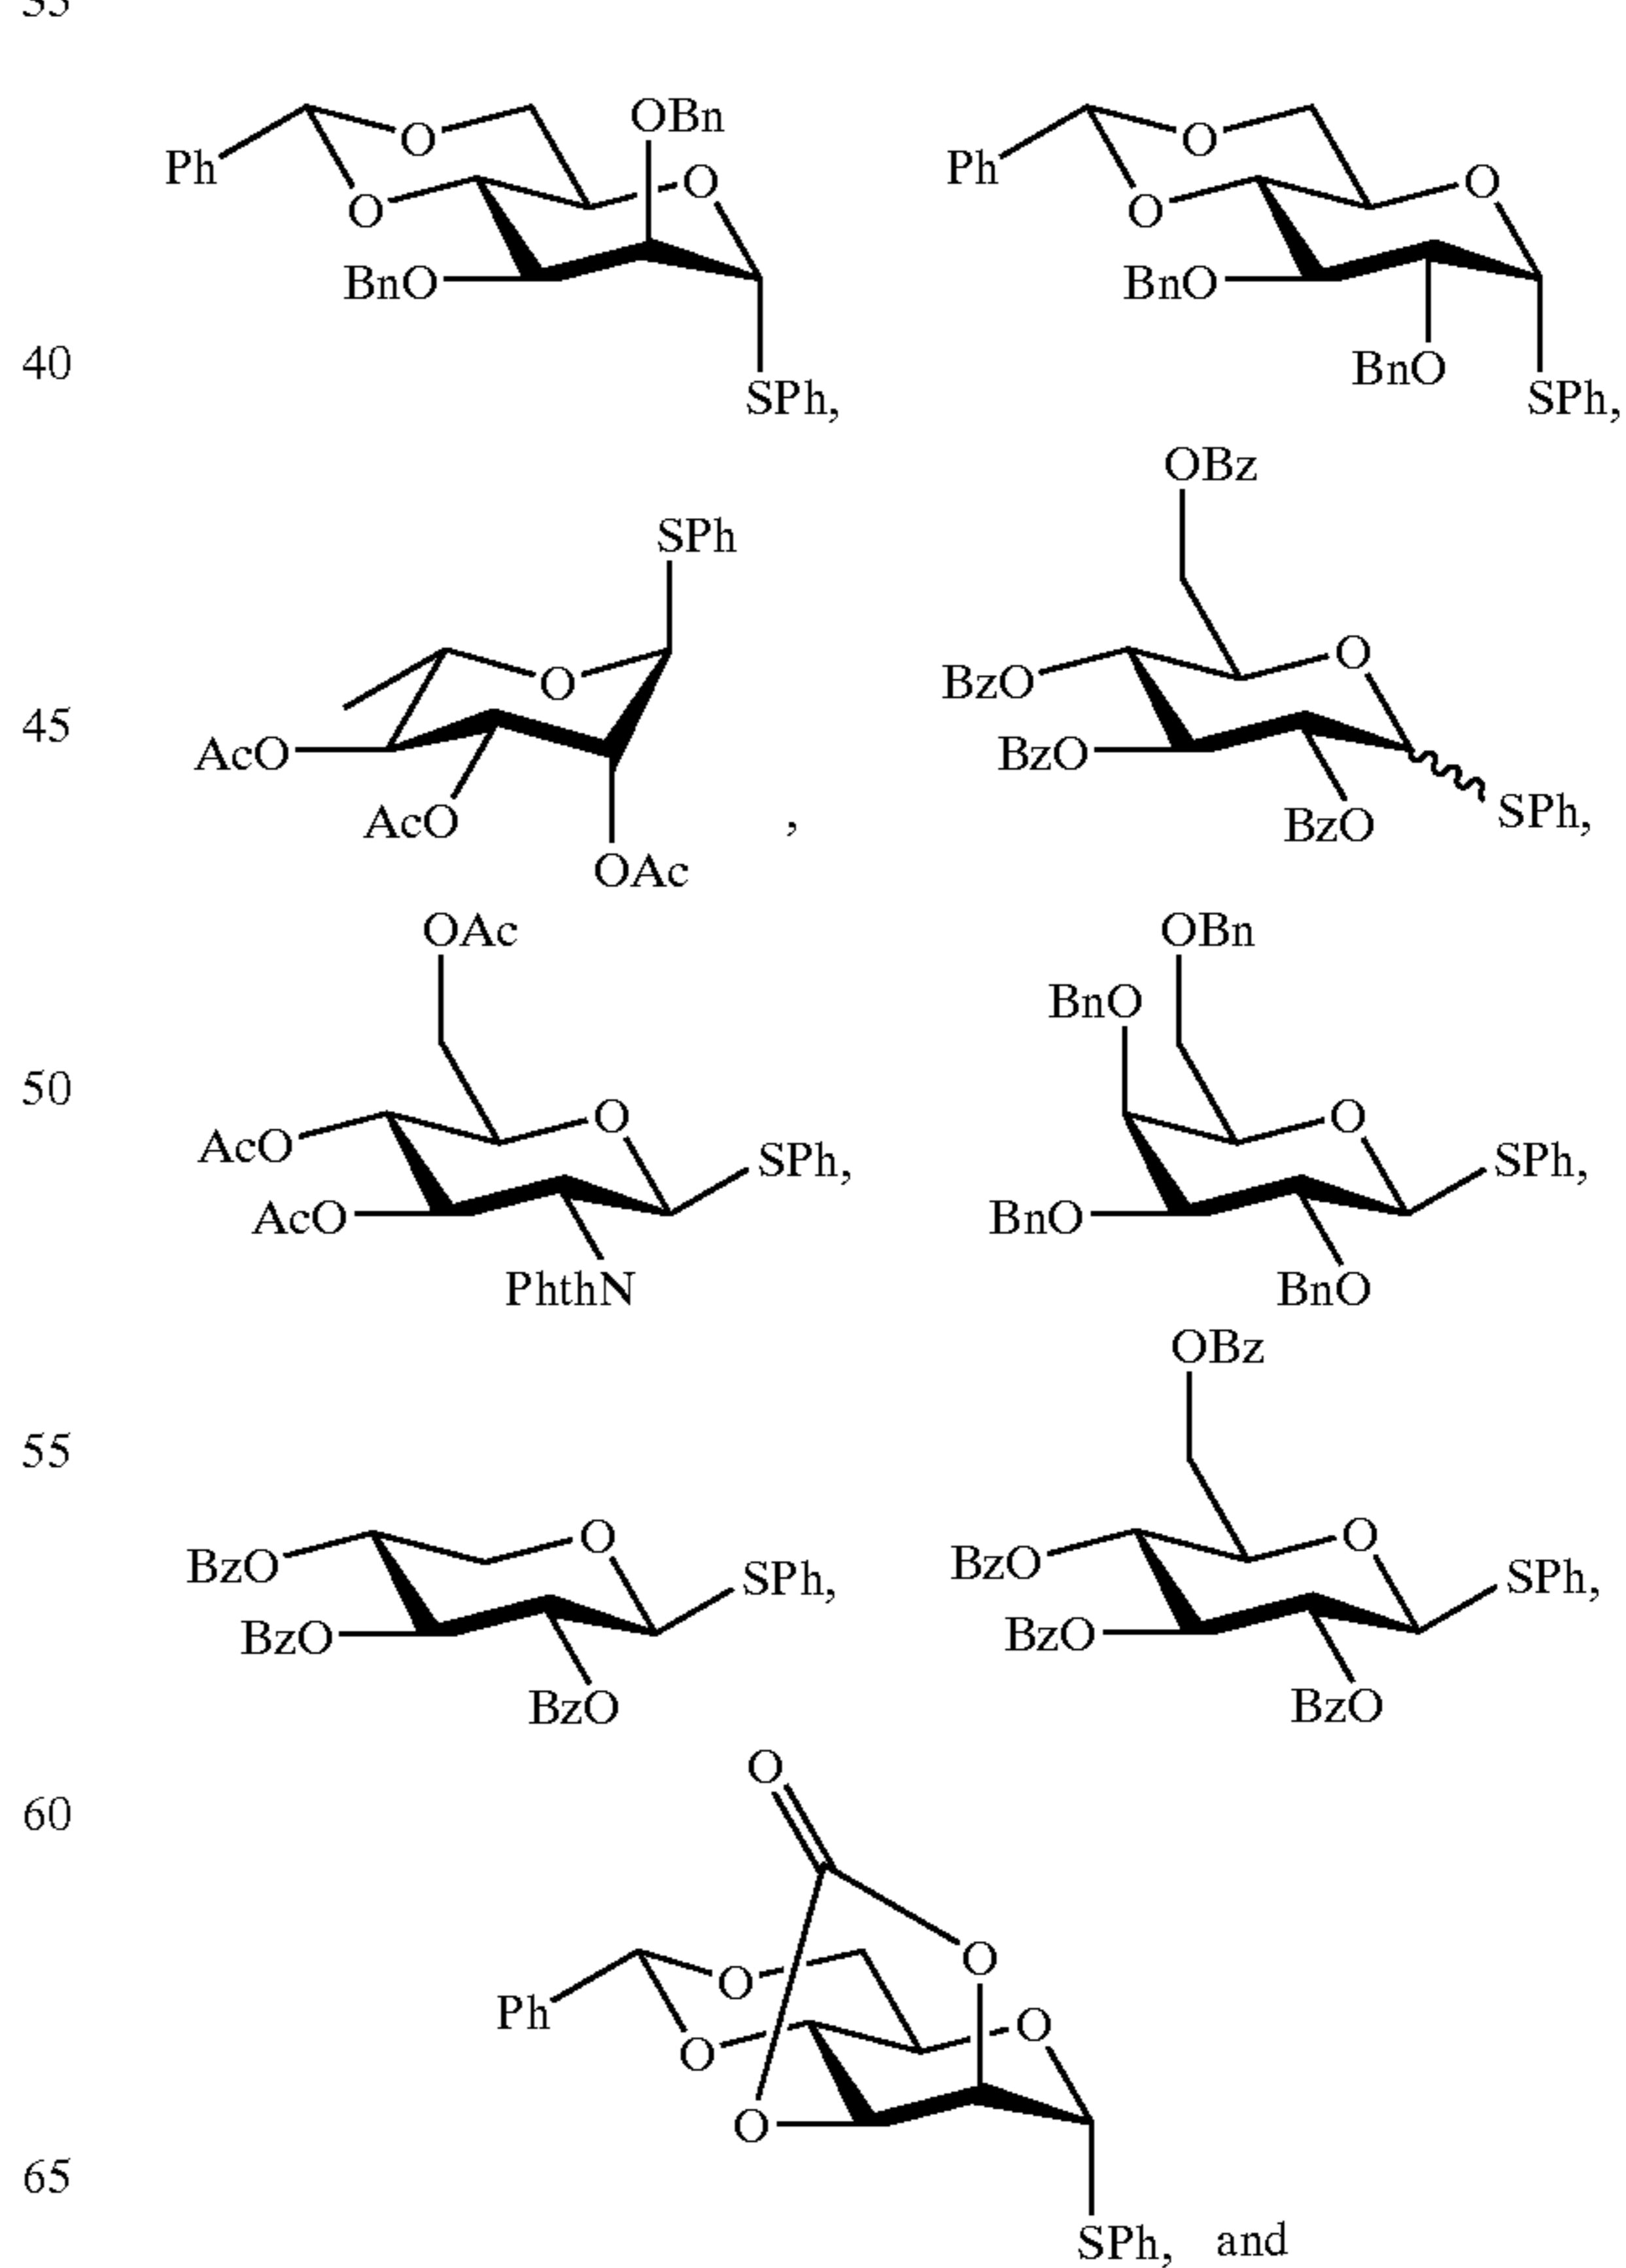 35
OBn
Ph O O
O
BnO
SPh,
Ph O O
O
BnO
BnO
SPh,
40
SPh
O
AcO
AcO
OAc
,
OBz
O
BzO
BzO
BzO
SPh,
45
OAc
O
AcO
SPh,
AcO
PhthN
OBn
BnO
O
SPh,
BnO
BnO
50
O
BzO
SPh,
BzO
BzO
OBz
O
BzO
SPh,
BzO
BzO
55
O
60
O
O
Ph
O
O
O
65
SPh, and